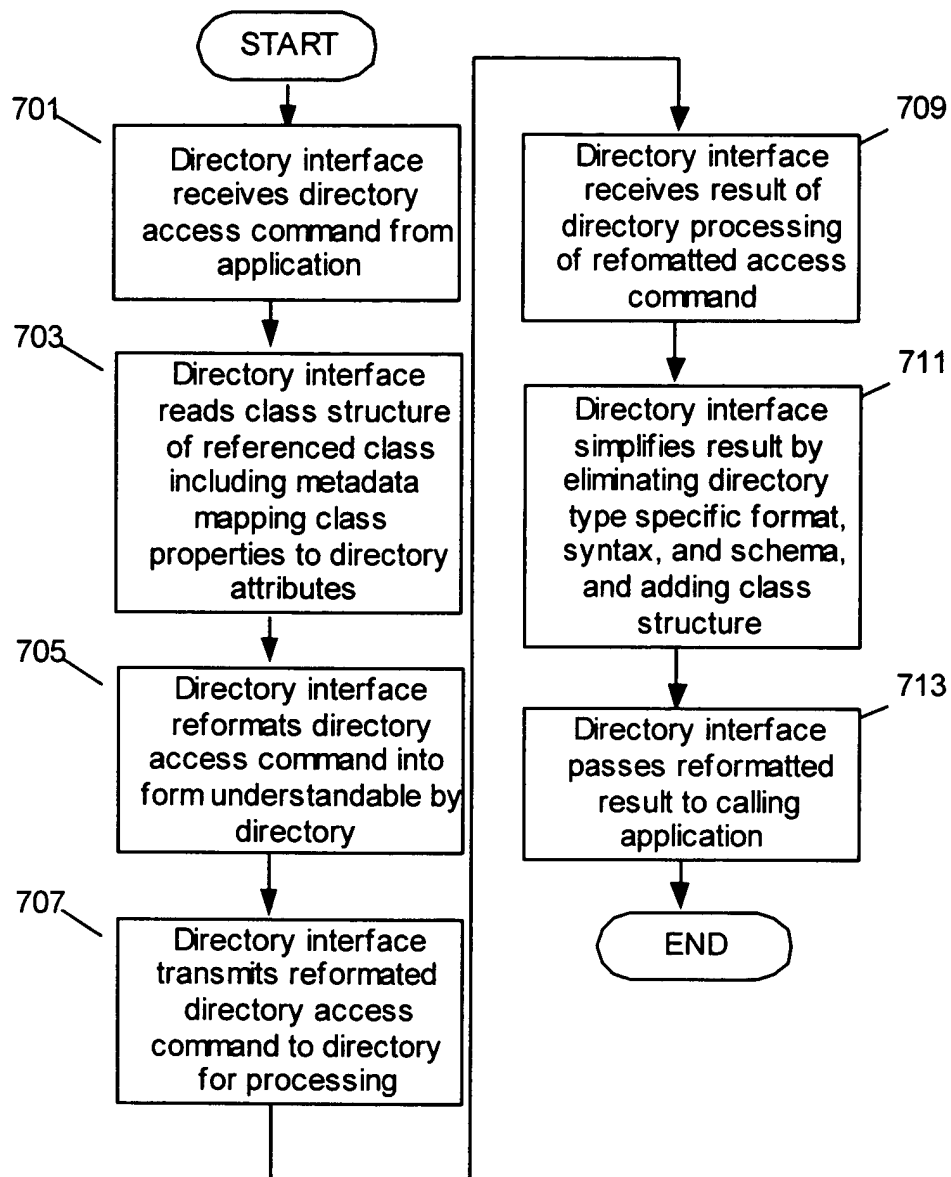 START
701
Directory interface
receives directory
access command from
application
703
Directory interface
reads class structure
of referenced class
including metadata
mapping class
properties to directory
attributes
705
Directory interface
reformats directory
access command into
form understandable by
directory
707
Directory interface
transmits reformated
directory access
command to directory
for processing
709
Directory interface
receives result of
directory processing
of refomatted access
command
711
Directory interface
simplifies result by
eliminating directory
type specific format,
syntax, and schema,
and adding class
structure
713
Directory interface
passes reformatted
result to calling
application
END